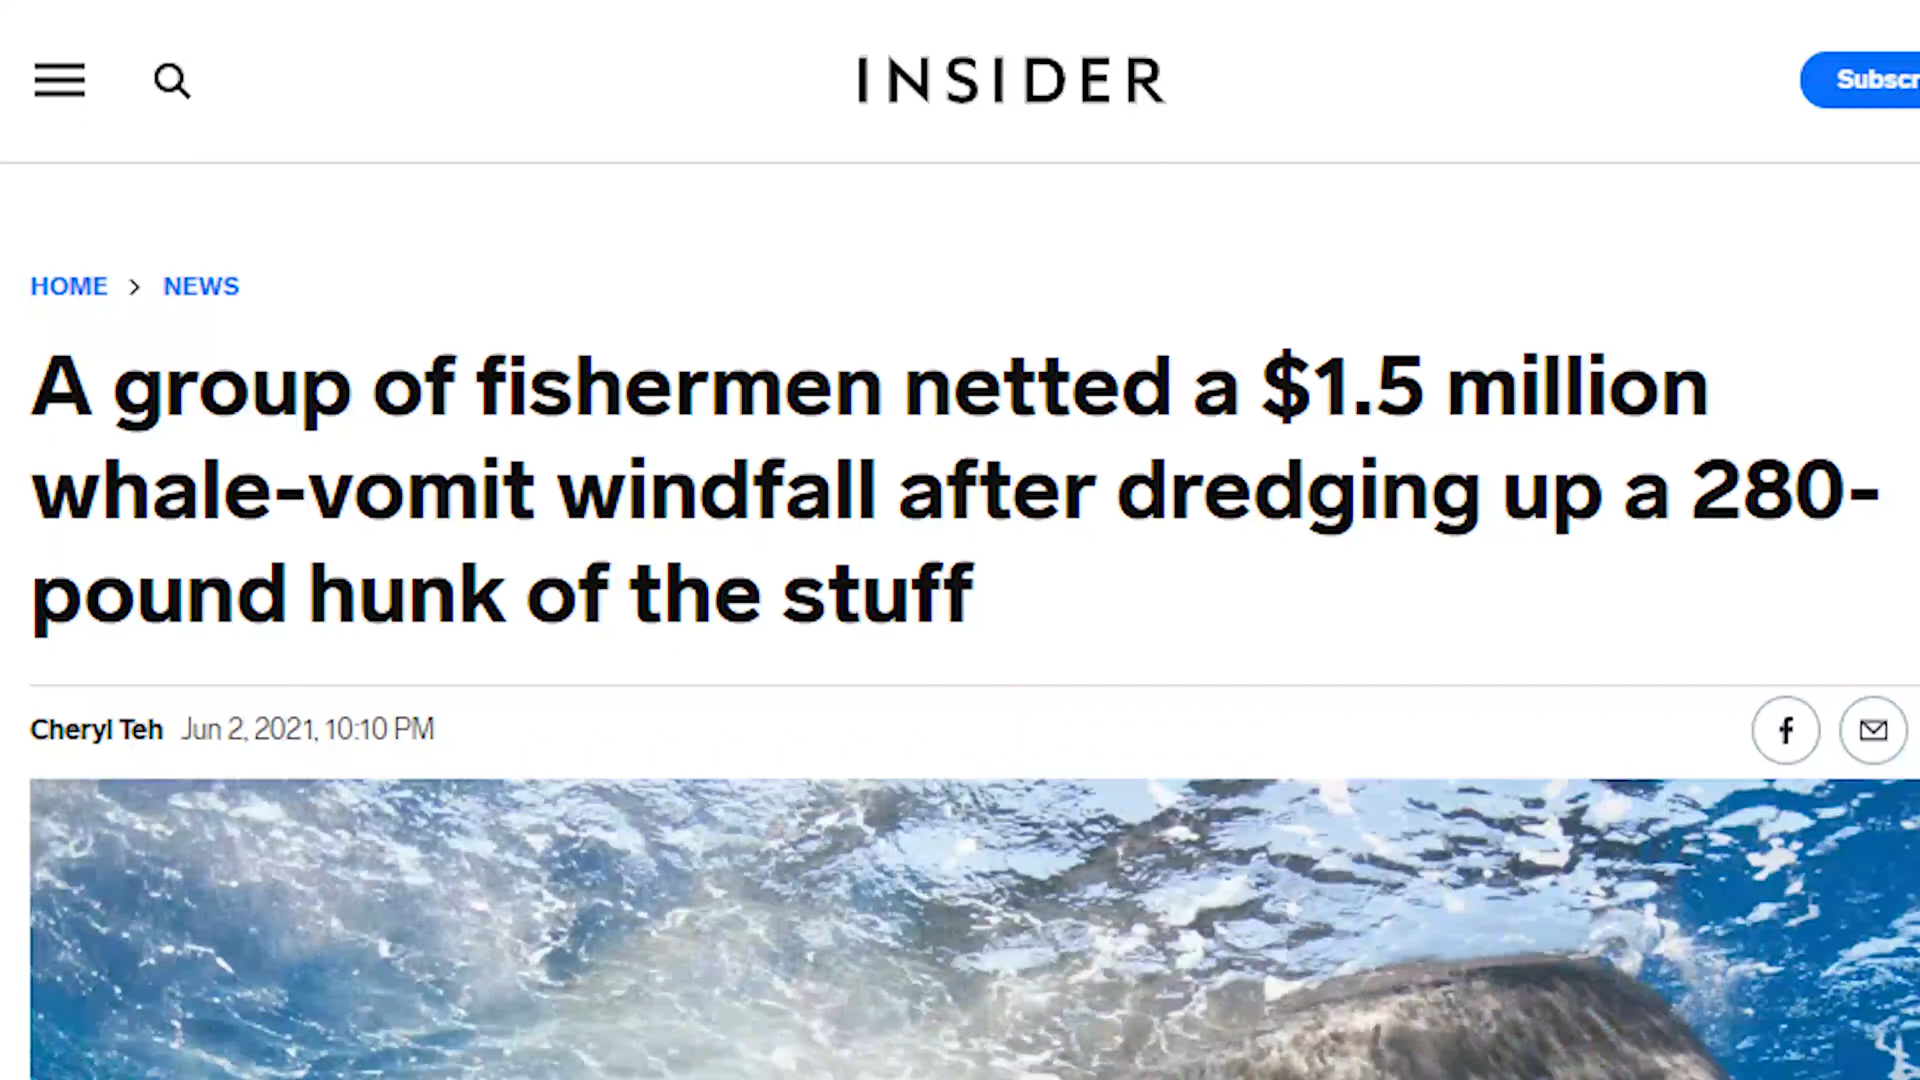 INSIDER
Subscr
HOME > NEWS
A group of fishermen netted a $1.5 million
whale-vomit windfall after dredging up a 280-
pound hunk of the stuff
Cheryl Teh Jun 2, 2021, 10:10 PM
f